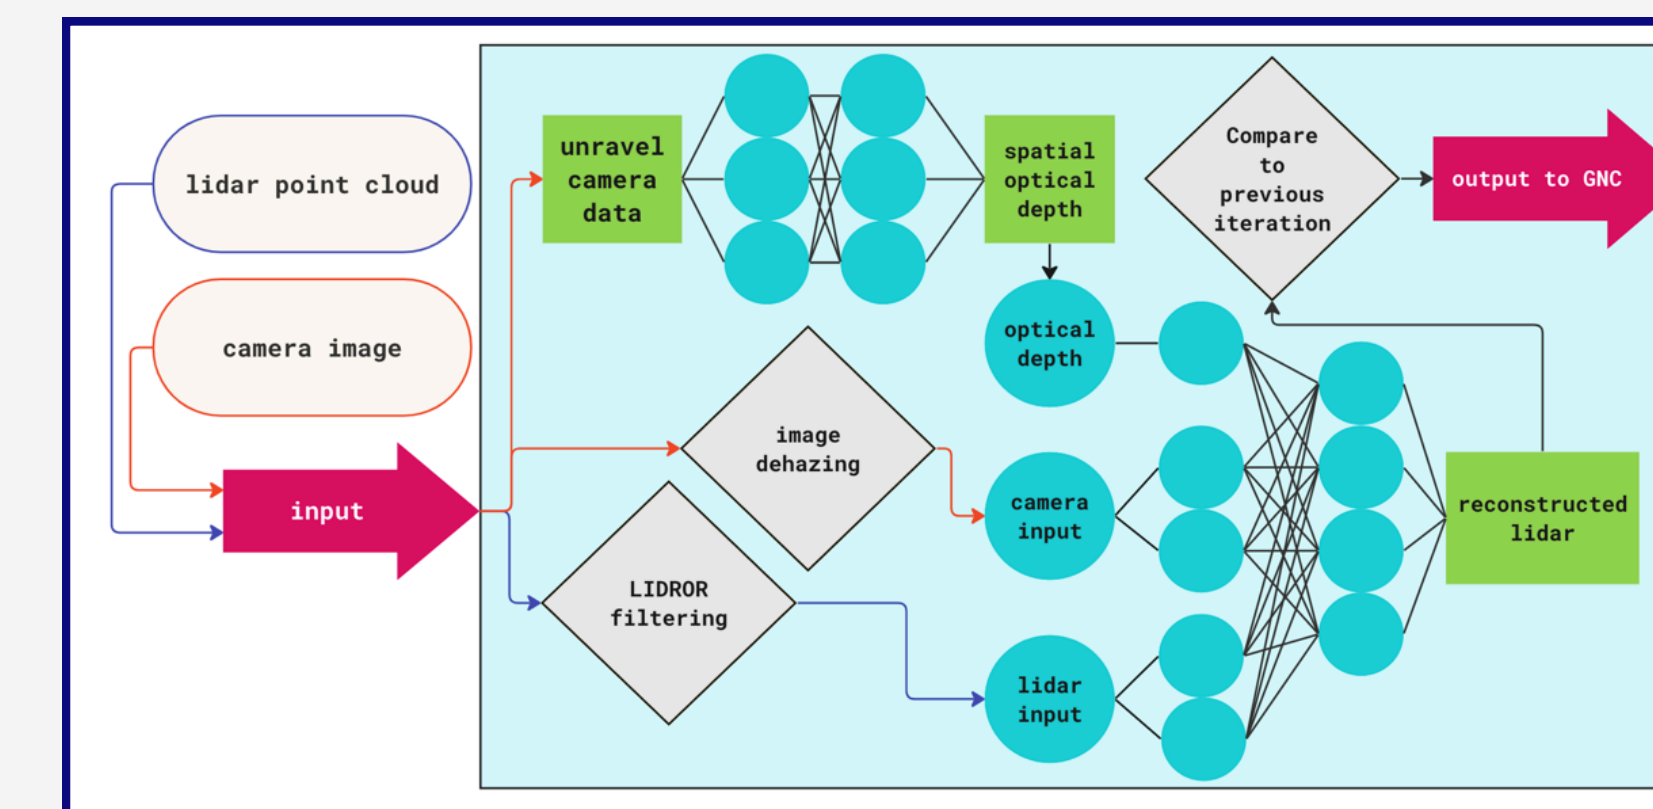 lidar point cloud
camera image
input
unravel
camera
data
spatial
optical
depth
Compare
to
previous
iteration
output to GNC
optical
depth
image
dehazing
camera
input
reconstructed
lidar
LIDROR
filtering
lidar
input